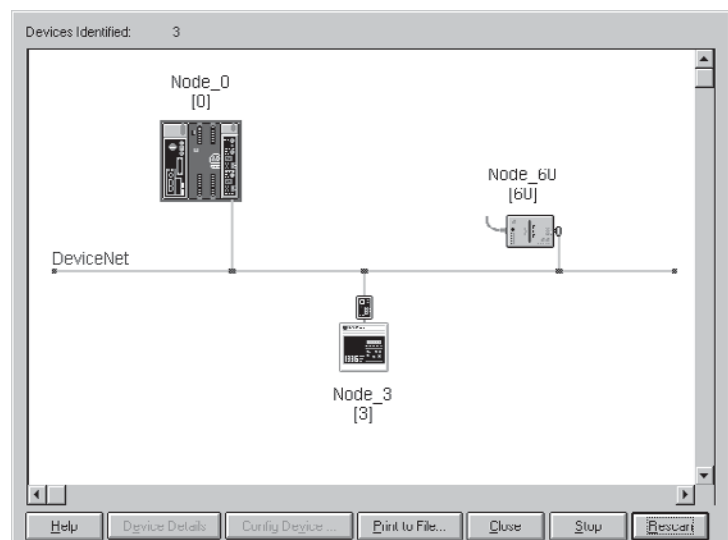 Devices Identified: 3
Node_0
[0]
Node_60
[60]
DeviceNet
1336
Node_3
[3]
Help Device Details Config Device ... Print to File... Close Stop Rescan